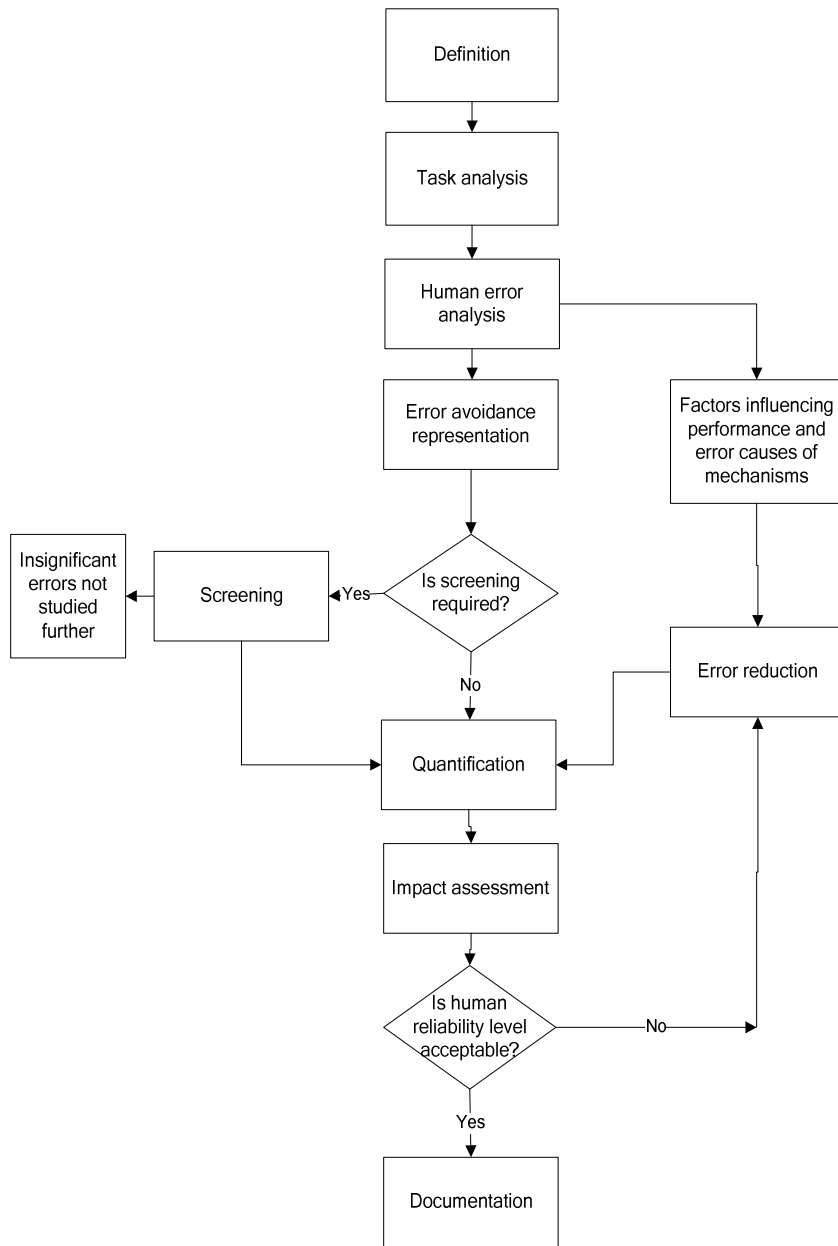 Definition
Task analysis
Human error
analysis
Error avoidance
representation
Factors influencing
performance and
error causes of
mechanisms
Insignificant
errors not
studied
further
Screening
Yes
Is screening
required?
No
Error reduction
Quantification
Impact assessment
Is human
reliability level
acceptable?
No
Yes
Documentation